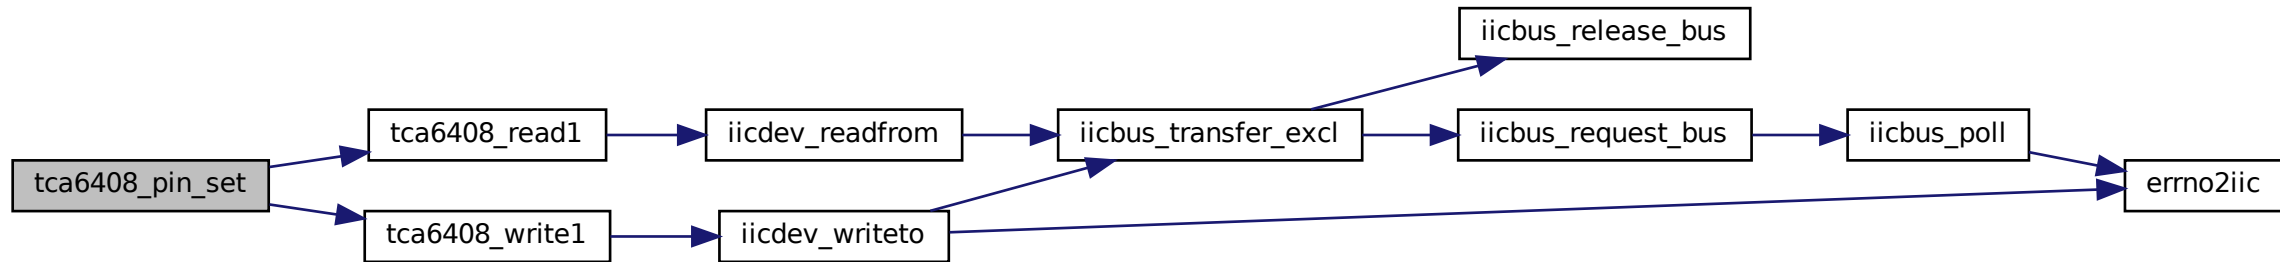 iicbus_release_bus
tca6408_read1
iicdev_readfrom
iicbus_transfer_excl
iicbus_request_bus
iicbus_poll
tca6408_pin_set
errno2iic
tca6408_write1
iicdev_writeto